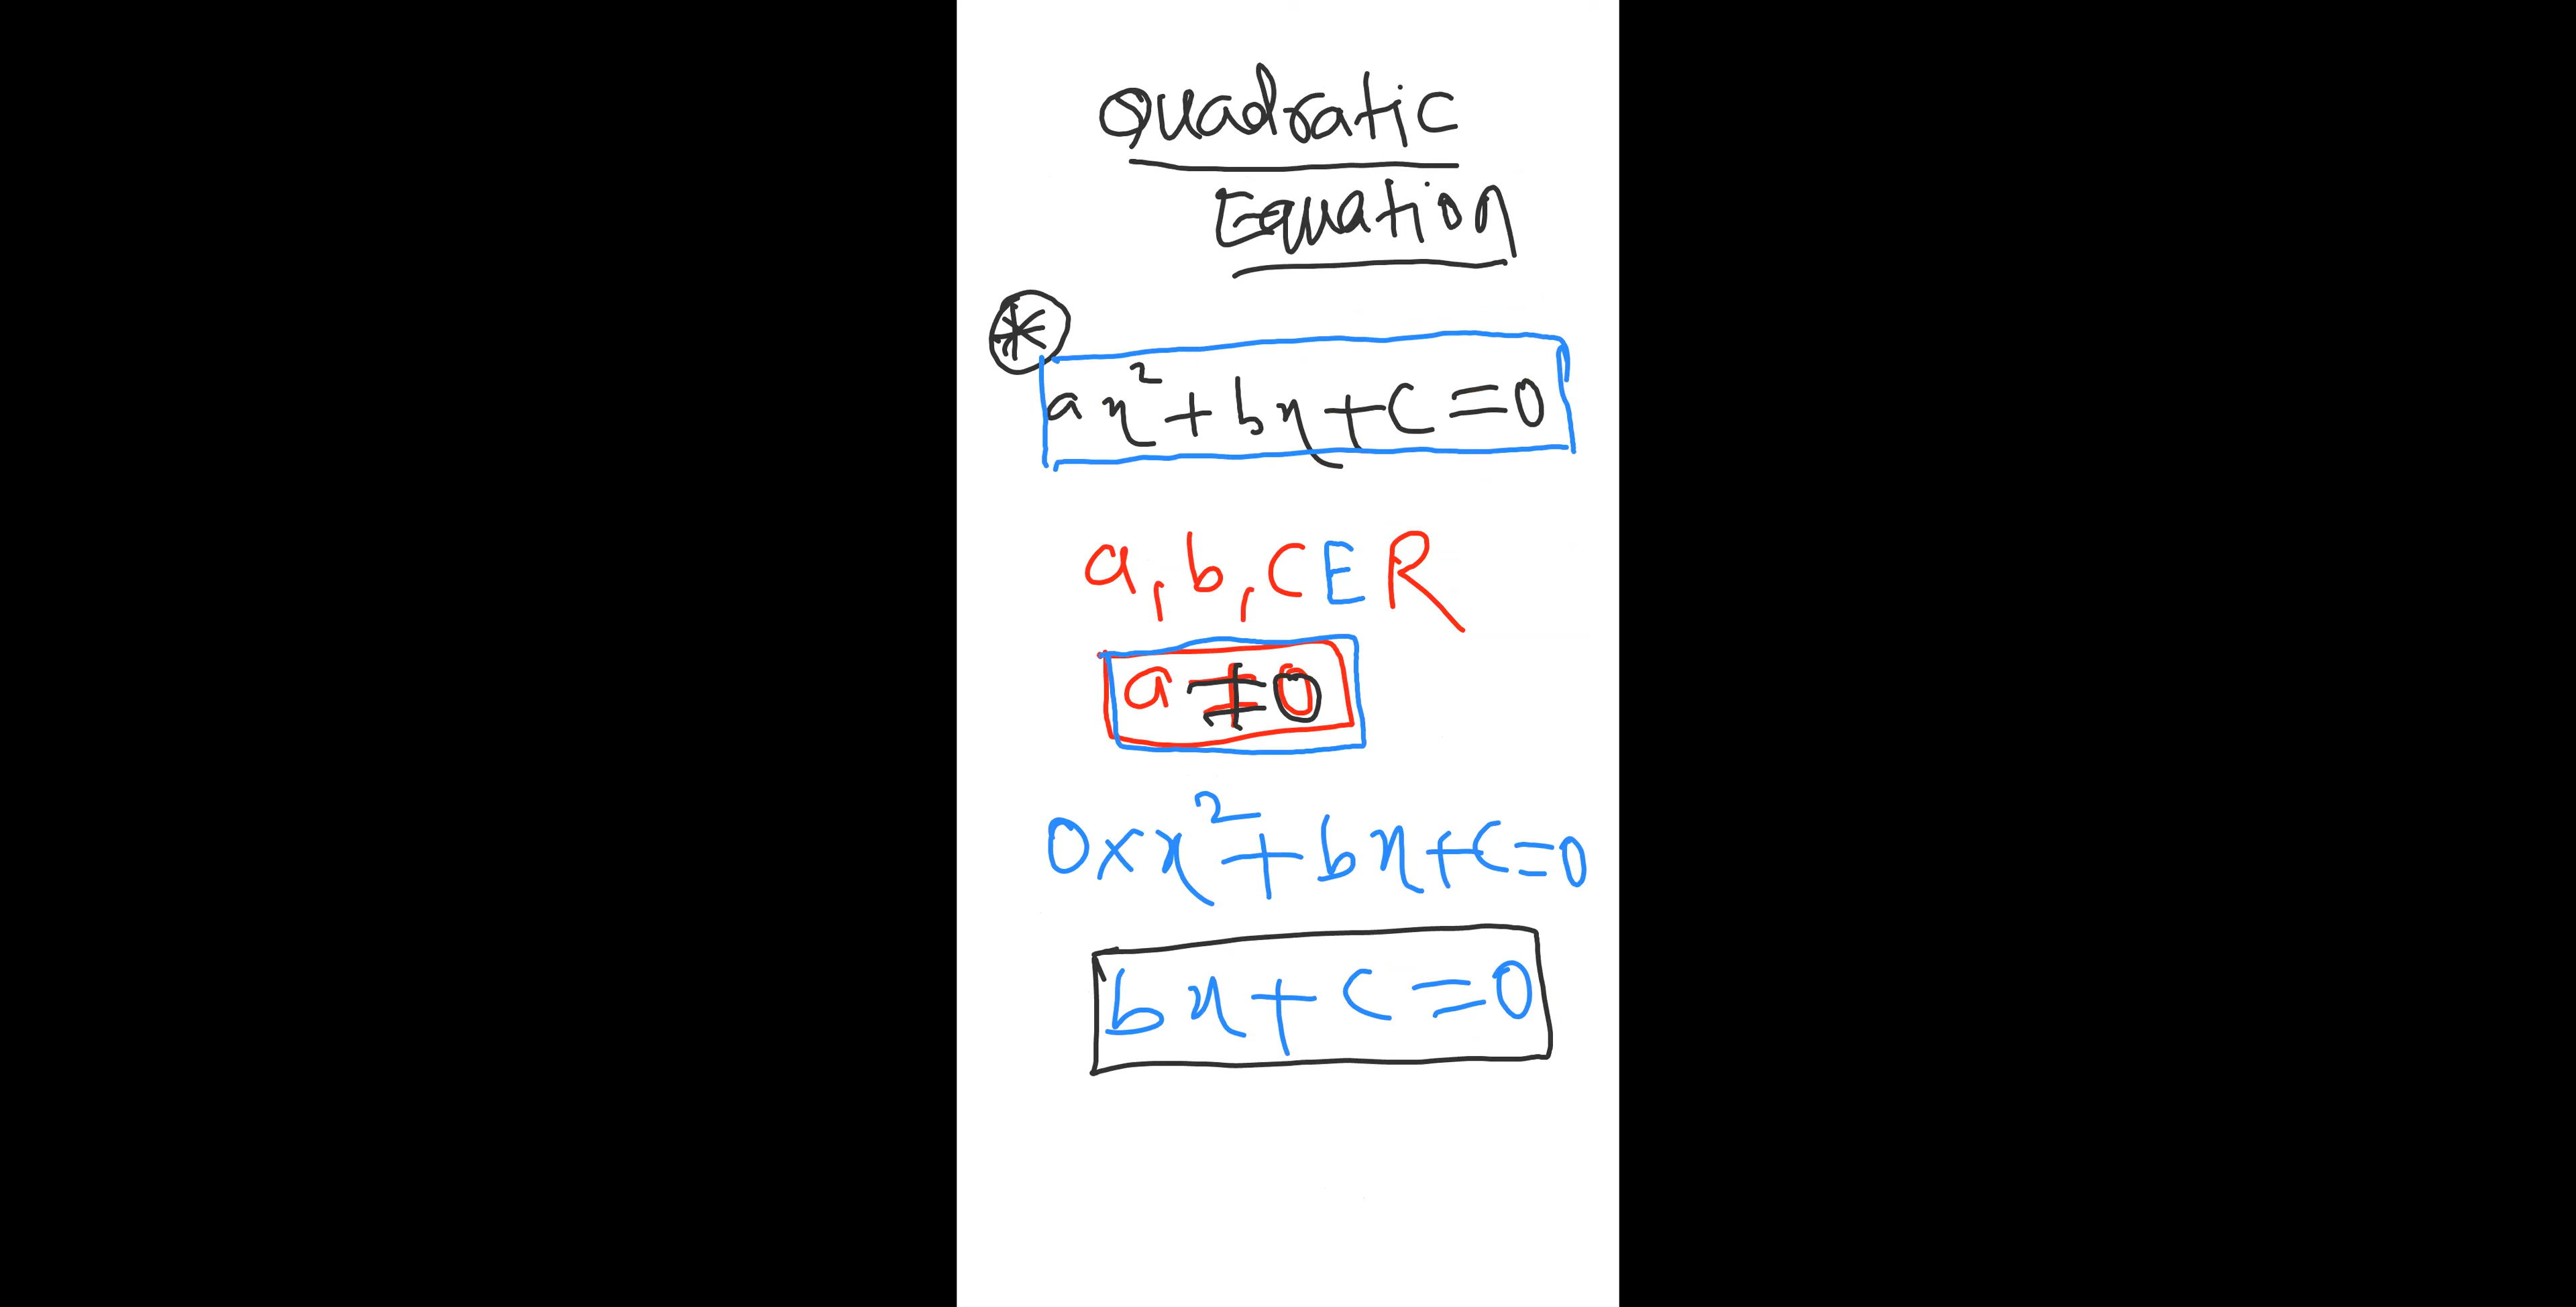 Quadratic
Equation
* ax² + bx + c = 0
a, b, c ∈ R
a ≠ 0
0 × x² + bx + c = 0
bx + c = 0